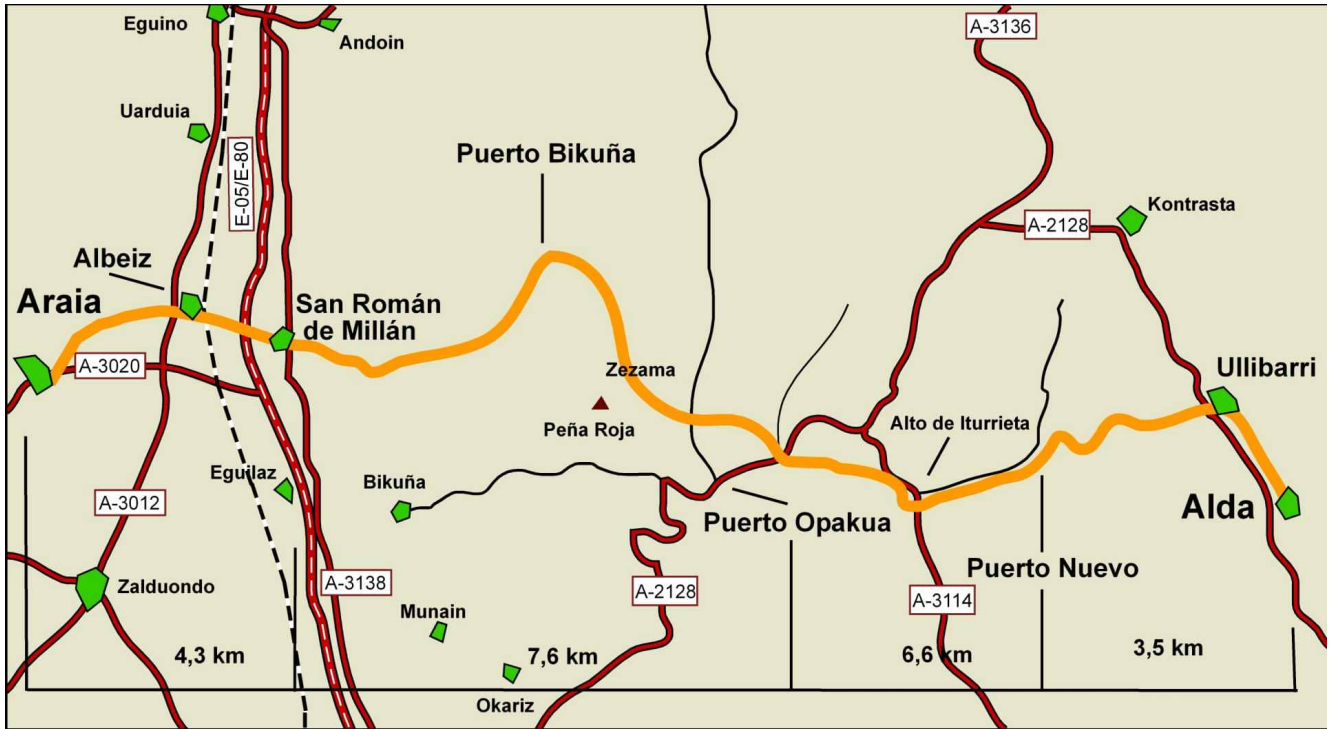 Eguino
Andoin
A-3136
Uarduia
E-05/E-80
Puerto Bikuña
Kontrasta
A-2128
Albeiz
Araia
San Román
de Millán
A-3020
Zezama
Ullibarri
Peña Roja
Alto de Iturrieta
Eguilaz
Bikuña
A-3012
Puerto Opakua
Alda
Puerto Nuevo
Zalduondo
A-3138
A-2128
A-3114
Munain
4,3 km
7,6 km
6,6 km
3,5 km
Okariz